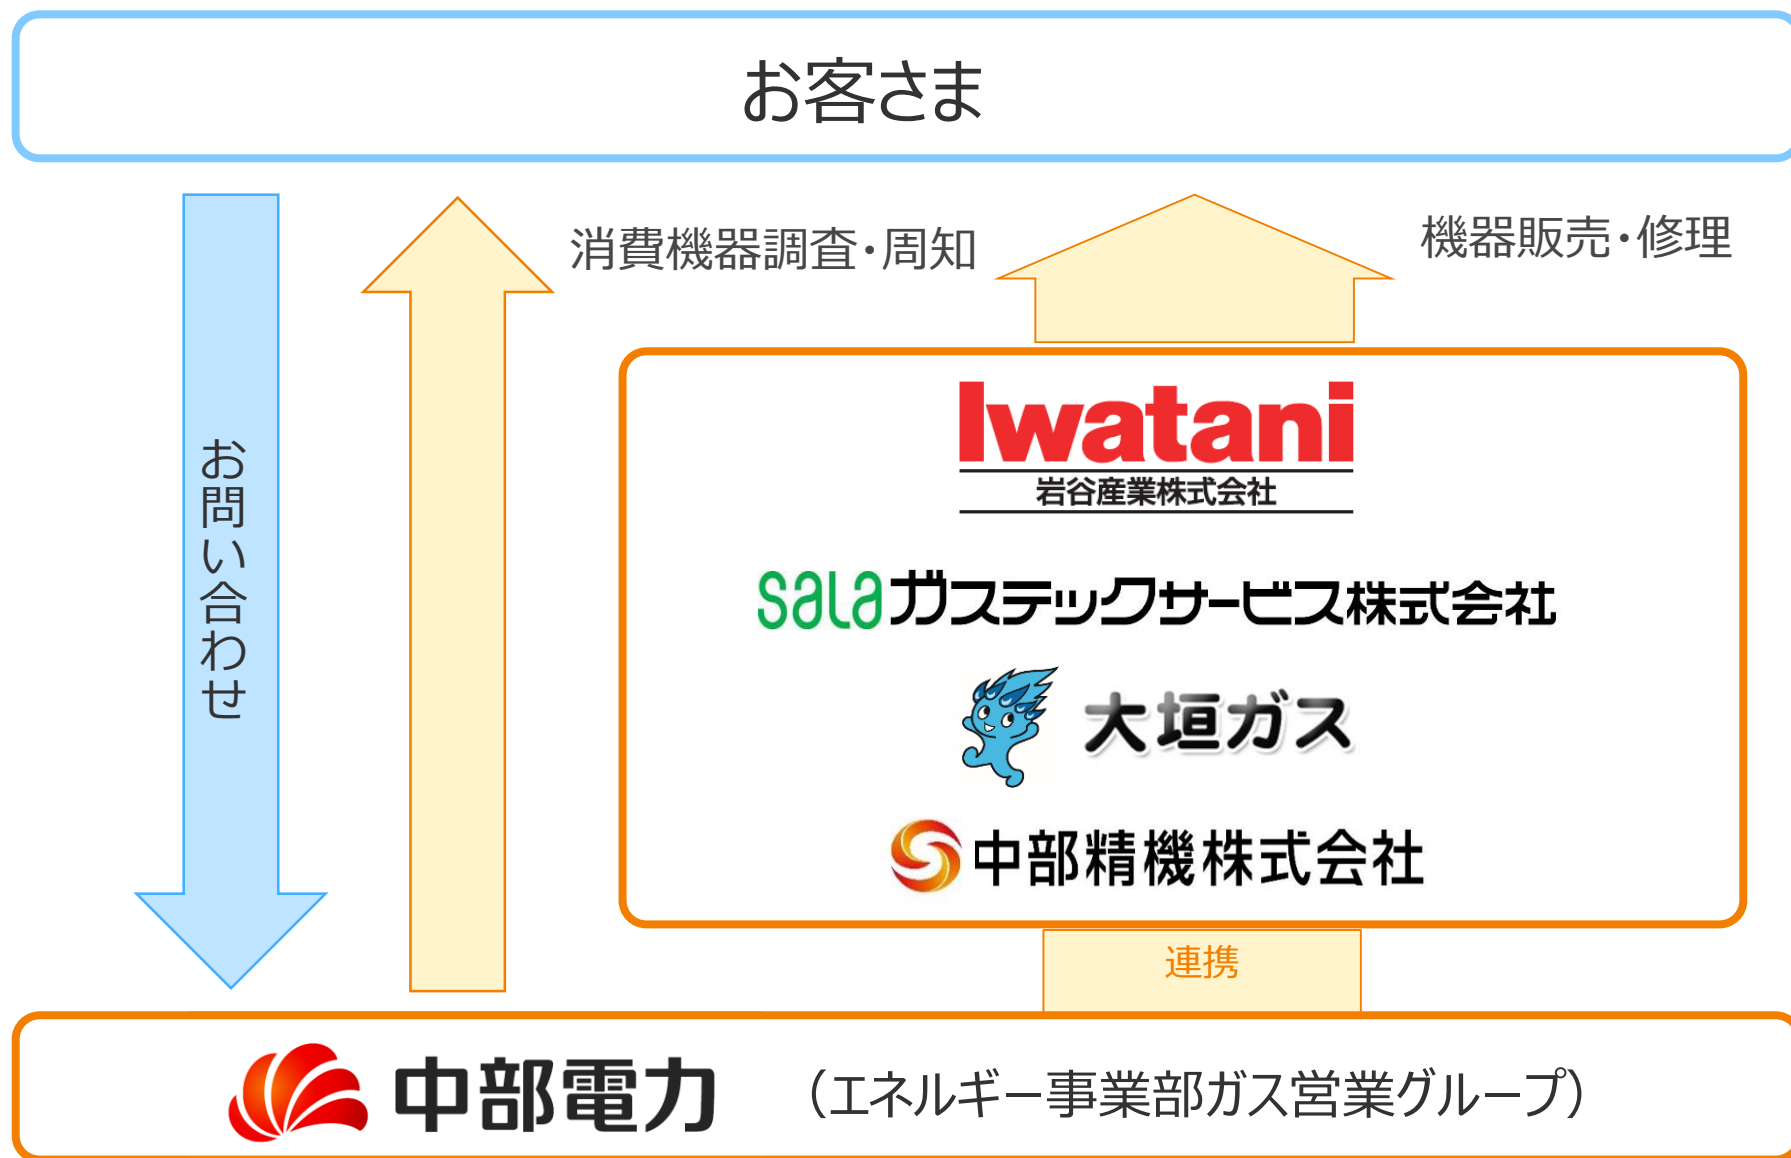 お客さま
消費機器調査・周知
機器販売・修理
お問い合わせ
Iwatani
岩谷産業株式会社
salaガステックサービス株式会社
大垣ガス
中部精機株式会社
連携
中部電力 （エネルギー事業部ガス営業グループ）